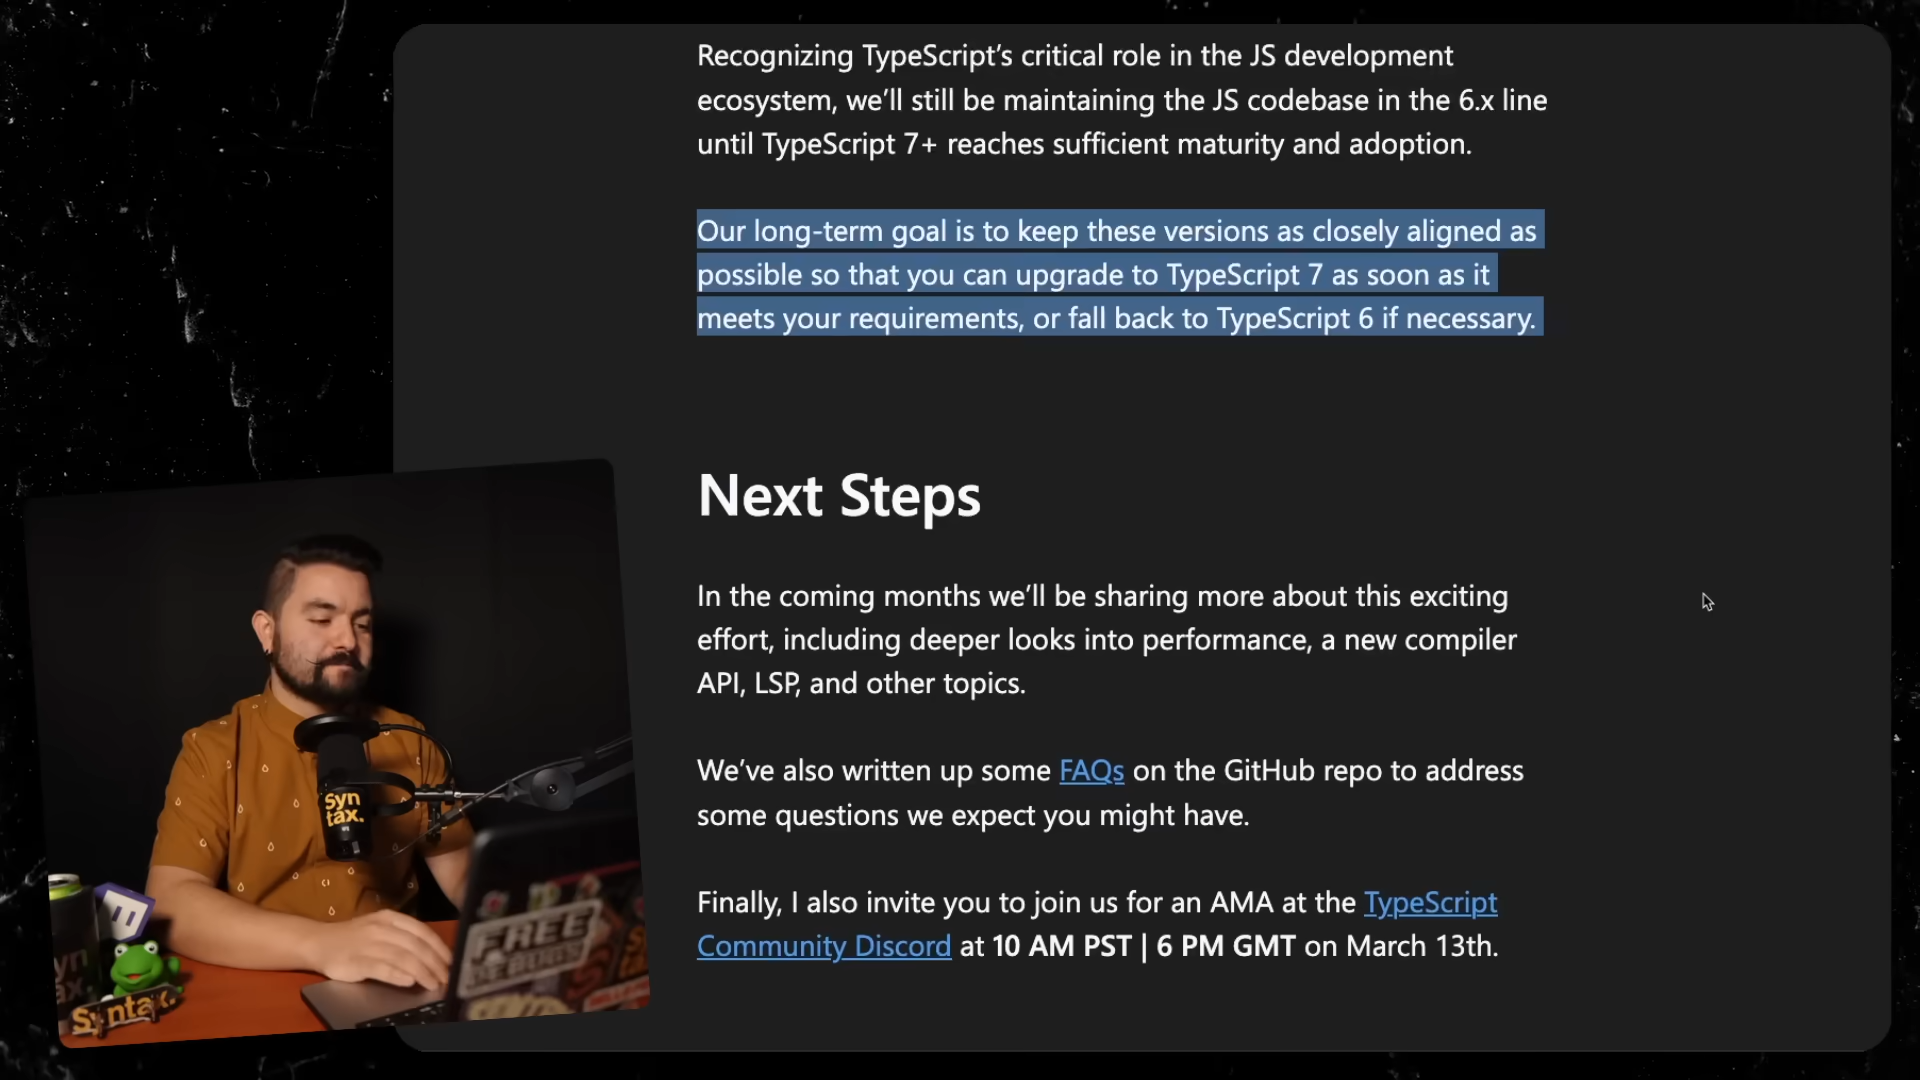 Recognizing TypeScript’s critical role in the JS development
ecosystem, we’ll still be maintaining the JS codebase in the 6.x line
until TypeScript 7+ reaches sufficient maturity and adoption.
Our long-term goal is to keep these versions as closely aligned as
possible so that you can upgrade to TypeScript 7 as soon as it
meets your requirements, or fall back to TypeScript 6 if necessary.
Next Steps
In the coming months we’ll be sharing more about this exciting
effort, including deeper looks into performance, a new compiler
API, LSP, and other topics.
We’ve also written up some FAQs on the GitHub repo to address
some questions we expect you might have.
Finally, I also invite you to join us for an AMA at the TypeScript
Community Discord at 10 AM PST | 6 PM GMT on March 13th.
Syn
tax.
FREE
Syntax.